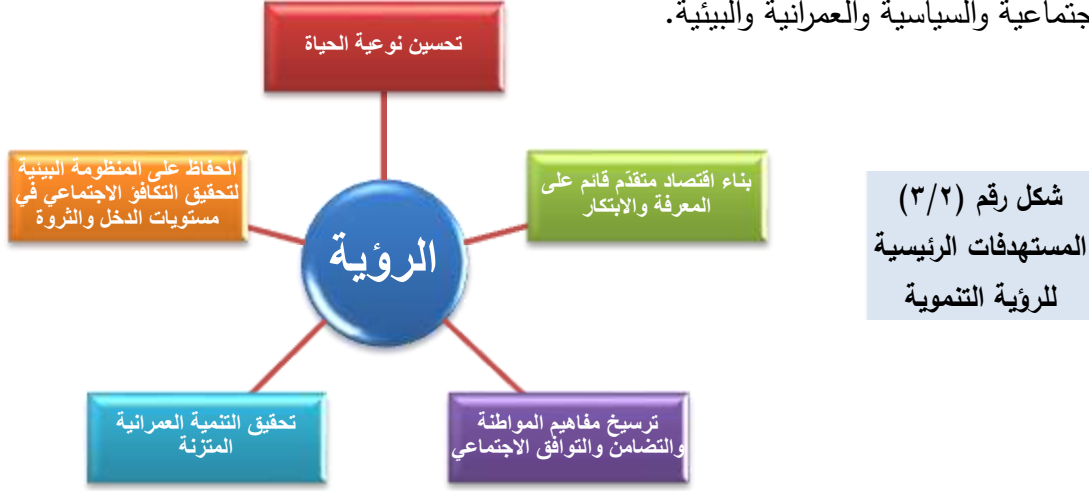 جتماعية والسياسية والعمرانية والبيئية.
تحسين نوعية الحياة
بناء اقتصاد متقدّم قائم على
المعرفة والابتكار
الحفاظ على المنظومة البيئية
لتحقيق التكافؤ الاجتماعي في
مستويات الدخل والثروة
الرؤية
شكل رقم (٣/٢)
المستهدفات الرئيسية
للرؤية التنموية
ترسيخ مفاهيم المواطنة
والتضامن والتوافق الاجتماعي
تحقيق التنمية العمرانية
المتزنة